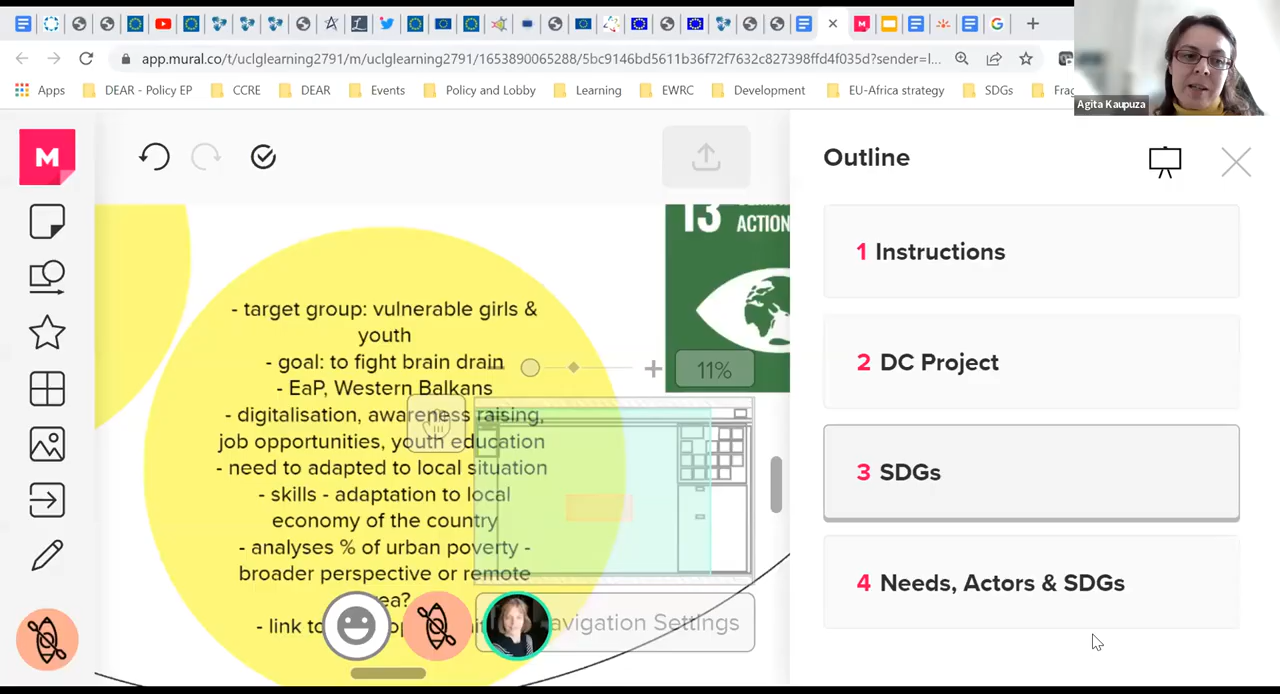 app.mural.co/t/uclglearning2791/m/uclglearning2791/1653890065288/5bc9146bd5611b36f72f7632c827398ffd4f035d?sender=l...
Apps
DEAR - Policy EP
CCRE
DEAR
Events
Policy and Lobby
Learning
EWRC
Development
EU-Africa strategy
SDGs
Frag
Agita Kaupuza
M
Outline
1 Instructions
2 DC Project
3 SDGs
4 Needs, Actors & SDGs
13
ACTION
- target group: vulnerable girls &
youth
- goal: to fight brain drain
- EaP, Western Balkans
- digitalisation, awareness raising,
job opportunities, youth education
- need to adapted to local situation
- skills - adaptation to local
economy of the country
- analyses % of urban poverty -
broader perspective or remote
- link to
11%
avigation Settings